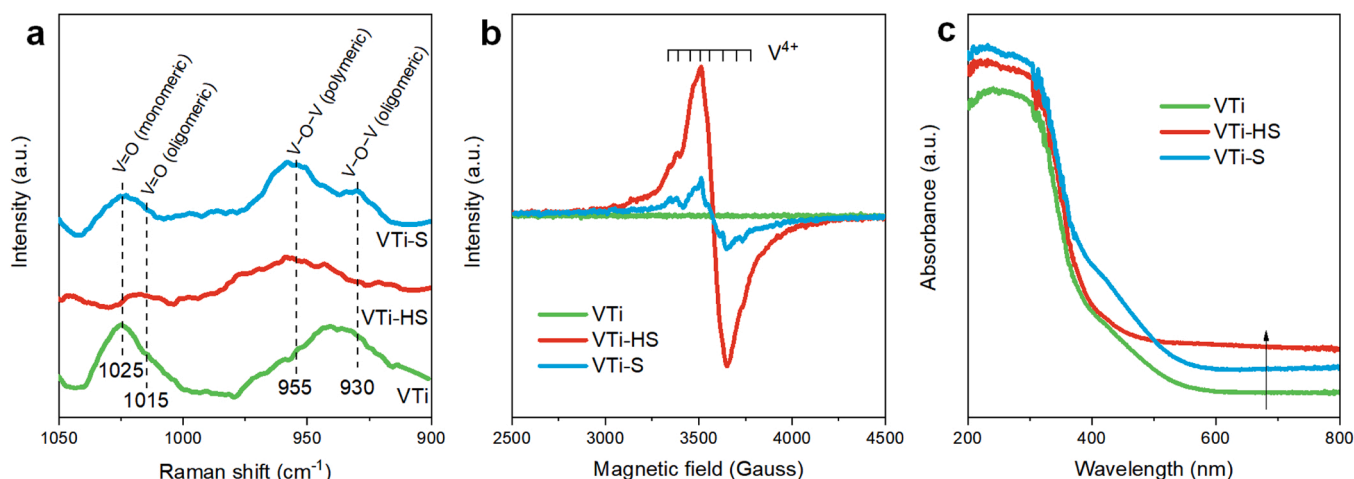 a
Intensity (a.u.)
V=O (monomeric)
V=O (oligomeric)
V−O−V (polymeric)
V−O−V (oligomeric)
VTi-S
VTi-HS
VTi
1025
1015
955
930
1050
1000
950
900
Raman shift (cm⁻¹)
b
Intensity (a.u.)
V⁴⁺
VTi
VTi-HS
VTi-S
2500
3000
3500
4000
4500
Magnetic field (Gauss)
c
Absorbance (a.u.)
VTi
VTi-HS
VTi-S
200
400
600
800
Wavelength (nm)